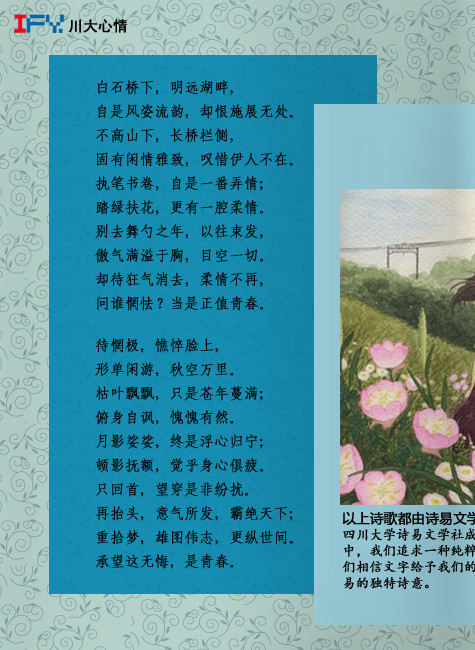 IFY 川大心情
白石桥下，明远湖畔，
自是风姿流韵，却恨施展无处。
不高山下，长桥栏侧，
固有闲情雅致，叹惜伊人不在。
执笔书卷，自是一番弄情；
踏绿扶花，更有一腔柔情。
别去舞勺之年，以往束发，
傲气满溢于胸，目空一切。
却待狂气消去，柔情不再，
问谁惘怯？当是正值青春。
待惘极，憔悴脸上，
形单闲游，秋空万里。
枯叶飘飘，只是苍年蔓满；
俯身自讽，愧愧有然。
月影娑娑，终是浮心归宁；
顿影抚额，觉乎身心俱疲。
只回首，望穿是非纷扰。
再抬头，意气所发，霸绝天下；
重拾梦，雄图伟志，更纵世间。
承望这无悔，是青春。
以上诗歌都由诗易文学
四川大学诗易文学社成
中，我们追求一种纯粹
们相信文字给予我们的
易的独特诗意。